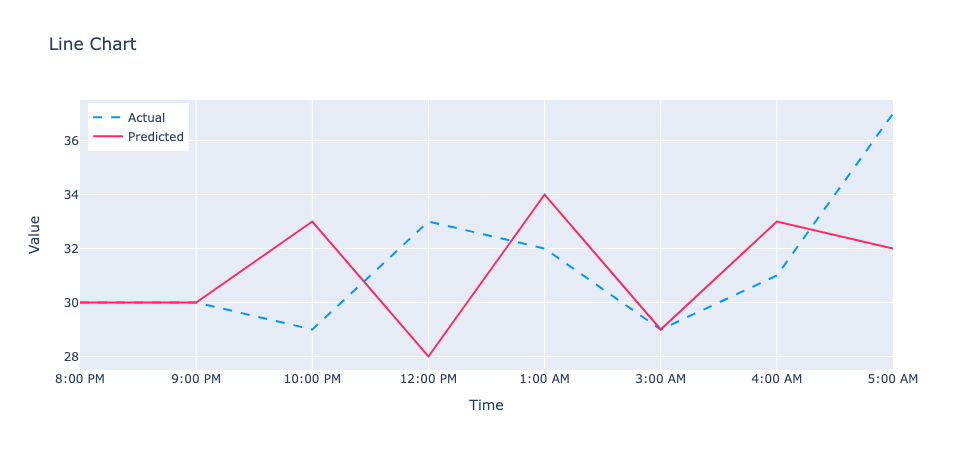 Line Chart
Actual
Predicted
36
34
32
30
28
Value
8:00 PM 9:00 PM 10:00 PM 12:00 PM 1:00 AM 3:00 AM 4:00 AM 5:00 AM
Time